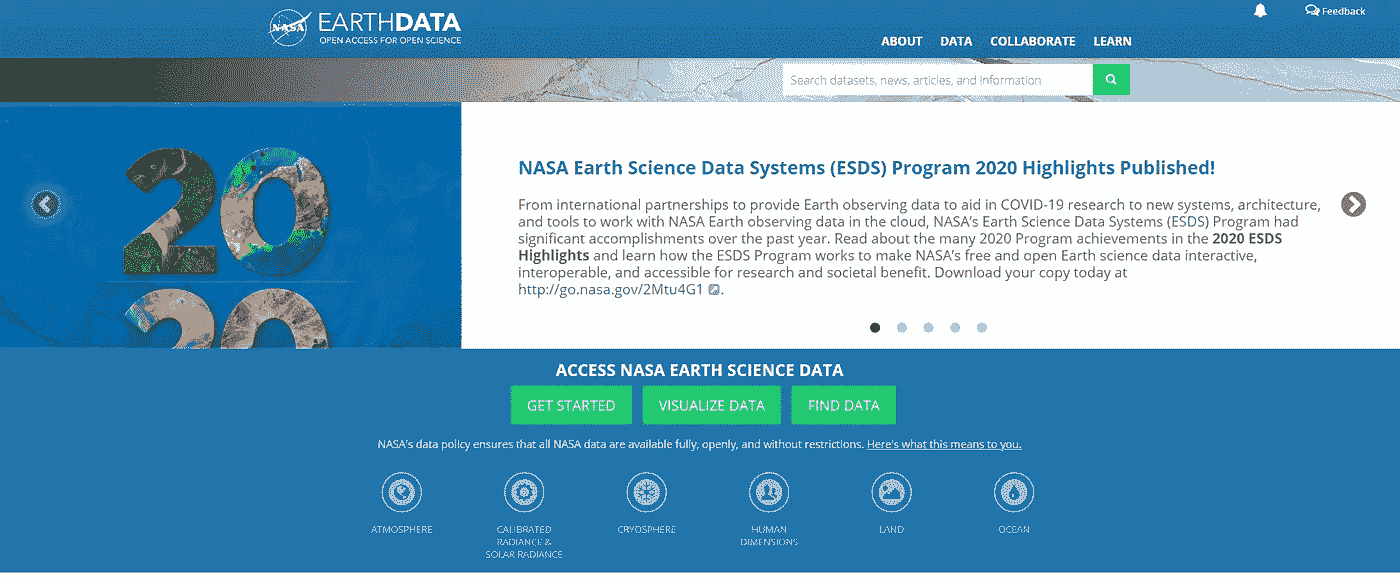 NASA EARTHDATA
OPEN ACCESS FOR OPEN SCIENCE
Feedback
ABOUT DATA COLLABORATE LEARN
Search datasets, news, articles, and information
20
20
NASA Earth Science Data Systems (ESDS) Program 2020 Highlights Published!
From international partnerships to provide Earth observing data to aid in COVID-19 research to new systems, architecture,
and tools to work with NASA Earth observing data in the cloud, NASA's Earth Science Data Systems (ESDS) Program had
significant accomplishments over the past year. Read about the many 2020 Program achievements in the 2020 ESDS
Highlights and learn how the ESDS Program works to make NASA's free and open Earth science data interactive,
interoperable, and accessible for research and societal benefit. Download your copy today at
http://go.nasa.gov/2Mtu4G1.
ACCESS NASA EARTH SCIENCE DATA
GET STARTED VISUALIZE DATA FIND DATA
NASA's data policy ensures that all NASA data are available fully, openly, and without restrictions. Here's what this means to you.
ATMOSPHERE
CALIBRATED
RADIANCE &
SOLAR RADIANCE
CRYOSPHERE
HUMAN
DIMENSIONS
LAND
OCEAN